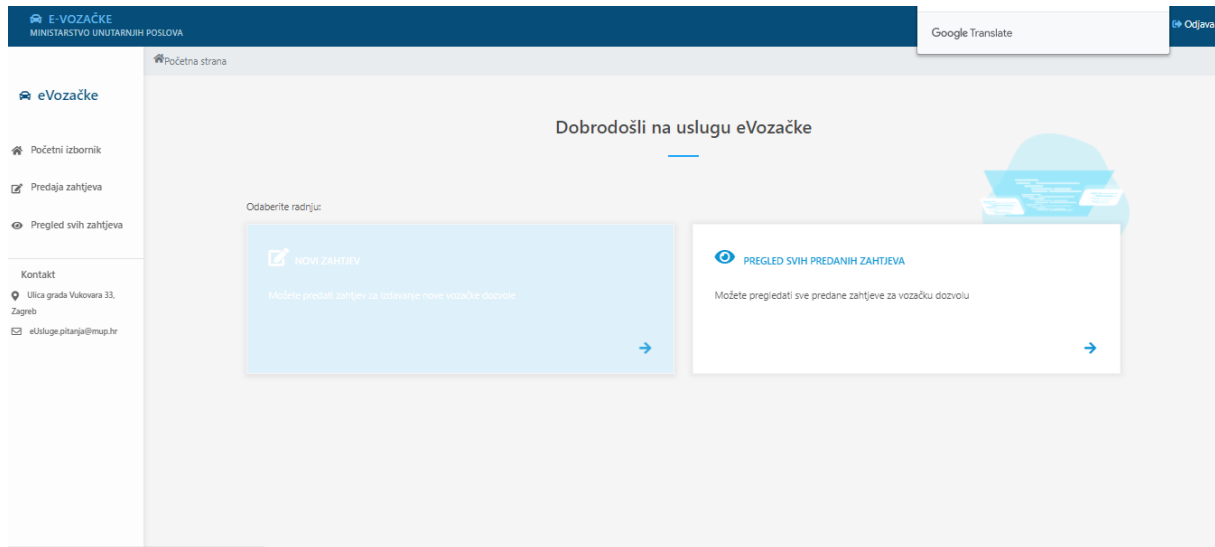 E-VOZAČKE
MINISTARSTVO UNUTARNJIH POSLOVA
Google Translate
Odjava
Početna strana
eVozačke
Početni izbornik
Predaja zahtjeva
Pregled svih zahtjeva
Kontakt
Ulica grada Vukovara 33,
Zagreb
eUsluge.pitanja@mup.hr
Dobrodošli na uslugu eVozačke
Odaberite radnju:
NOVI ZAHTJEV
Možete predati zahtjev za izdavanje nove vozačke dozvole
PREGLED SVIH PREDANIH ZAHTJEVA
Možete pregledati sve predane zahtjeve za vozačku dozvolu